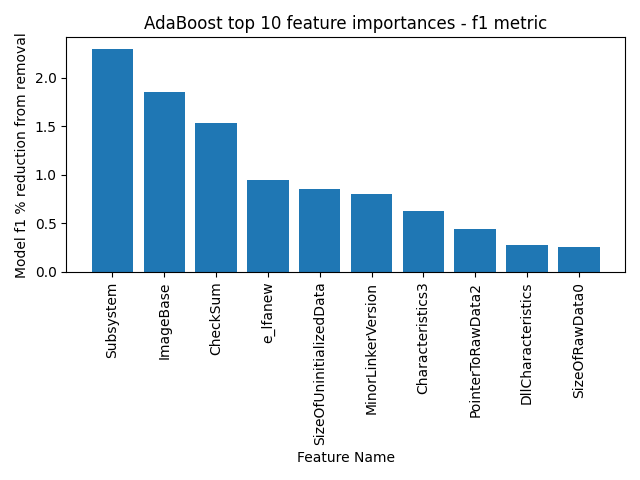 AdaBoost top 10 feature importances - f1 metric
Model f1 % reduction from removal
2.0
1.5
1.0
0.5
0.0
Subsystem
ImageBase
CheckSum
e_lfanew
SizeOfUninitializedData
MinorLinkerVersion
Characteristics3
PointerToRawData2
DllCharacteristics
SizeOfRawData0
Feature Name